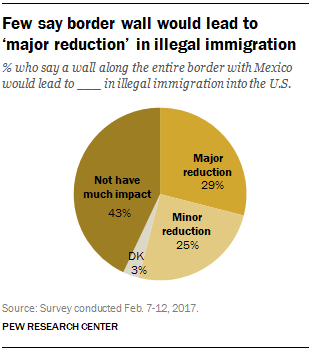 Few say border wall would lead to
‘major reduction’ in illegal immigration
% who say a wall along the entire border with Mexico
would lead to ___ in illegal immigration into the U.S.
Major
reduction
29%
Minor
reduction
25%
DK
3%
Not have
much impact
43%
Source: Survey conducted Feb. 7-12, 2017.
PEW RESEARCH CENTER